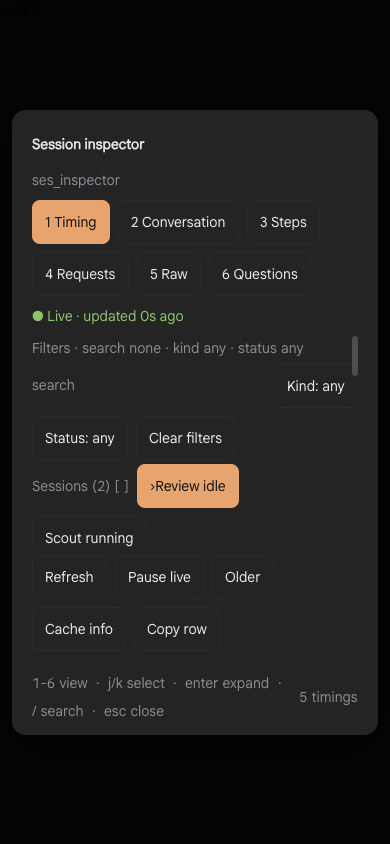 Session inspector
ses_inspector
1 Timing 2 Conversation 3 Steps
4 Requests 5 Raw 6 Questions
Live · updated 0s ago
Filters · search none · kind any · status any
search Kind: any
Status: any Clear filters
Sessions (2) [ ] ›Review idle
Scout running
Refresh Pause live Older
Cache info Copy row
1-6 view · j/k select · enter expand ·
/ search · esc close 5 timings